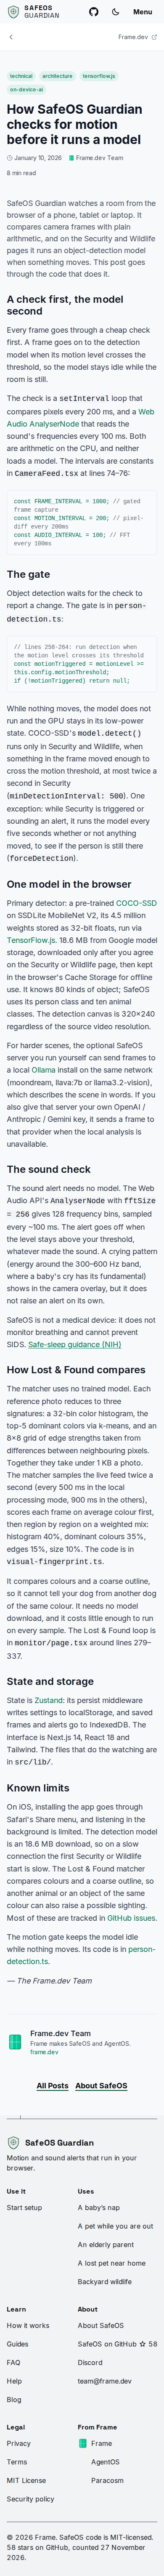 SAFEOS
GUARDIAN
Menu
Frame.dev
technical
architecture
tensorflow.js
on-device-ai
How SafeOS Guardian
checks for motion
before it runs a model
January 10, 2026
Frame.dev Team
8 min read
SafeOS Guardian watches a room from the
browser of a phone, tablet or laptop. It
compares camera frames with plain
arithmetic, and on the Security and Wildlife
pages it runs an object-detection model
when something moves. This post goes
through the code that does it.
A check first, the model
second
Every frame goes through a cheap check
first. A frame goes on to the detection
model when its motion level crosses the
threshold, so the model stays idle while the
room is still.
The check is a setInterval loop that
compares pixels every 200 ms, and a Web
Audio AnalyserNode that reads the
sound's frequencies every 100 ms. Both
are arithmetic on the CPU, and neither
loads a model. The intervals are constants
in CameraFeed.tsx at lines 74–76:
const FRAME_INTERVAL = 1000; // gated
frame capture
const MOTION_INTERVAL = 200; // pixel
diff every 200ms
const AUDIO_INTERVAL = 100; // FFT
every 100ms
The gate
Object detection waits for the check to
report a change. The gate is in person-
detection.ts:
// lines 258-264: run detection when
the motion level crosses its threshold
const motionTriggered = motionLevel >=
this.config.motionThreshold;
if (!motionTriggered) return null;
While nothing moves, the model does not
run and the GPU stays in its low-power
state. COCO-SSD's model.detect()
runs only in Security and Wildlife, when
something in the frame moves enough to
cross the motion threshold, at most twice a
second in Security
(minDetectionInterval: 500). One
exception: while Security is triggered and
sounding an alert, it runs the model every
five seconds whether or not anything
moves, to see if the person is still there
(forceDetection).
One model in the browser
Primary detector: a pre-trained COCO-SSD
on SSDLite MobileNet V2, its 4.5 million
weights stored as 32-bit floats, run via
TensorFlow.js. 18.6 MB from Google model
storage, downloaded only after you agree
on the Security or Wildlife page, then kept in
the browser's Cache Storage for offline
use. It knows 80 kinds of object; SafeOS
uses its person class and ten animal
classes. The detection canvas is 320×240
regardless of the source video resolution.
For harder scenes, the optional SafeOS
server you run yourself can send frames to
a local Ollama install on the same network
(moondream, llava:7b or llama3.2-vision),
which describes the scene in words. If you
also give that server your own OpenAI /
Anthropic / Gemini key, it sends a frame to
that provider when the local analysis is
unavailable.
The sound check
The sound alert needs no model. The Web
Audio API's AnalyserNode with fftSize
= 256 gives 128 frequency bins, sampled
every ~100 ms. The alert goes off when
the level stays above your threshold,
whatever made the sound. A crying pattern
(energy around the 300–600 Hz band,
where a baby's cry has its fundamental)
shows in the camera overlay, but it does
not raise an alert on its own.
SafeOS is not a medical device: it does not
monitor breathing and cannot prevent
SIDS. Safe-sleep guidance (NIH)
How Lost & Found compares
The matcher uses no trained model. Each
reference photo reduces to three
signatures: a 32-bin color histogram, the
top-5 dominant colors via k-means, and an
8×8 grid of edge strengths taken from
differences between neighbouring pixels.
Together they take under 1 KB a photo.
The matcher samples the live feed twice a
second (every 500 ms in the local
processing mode, 900 ms in the others),
scores each frame on average colour first,
then region by region on a weighted mix:
histogram 40%, dominant colours 35%,
edges 15%, size 10%. The code is in
visual-fingerprint.ts.
It compares colours and a coarse outline,
so it cannot tell your dog from another dog
of the same colour. It needs no model
download, and it costs little enough to run
on every sample. The Lost & Found loop is
in monitor/page.tsx around lines 279–
337.
State and storage
State is Zustand: its persist middleware
writes settings to localStorage, and saved
frames and alerts go to IndexedDB. The
interface is Next.js 14, React 18 and
Tailwind. The files that do the watching are
in src/lib/.
Known limits
On iOS, installing the app goes through
Safari's Share menu, and listening in the
background is limited. The detection model
is an 18.6 MB download, so on a slow
connection the first Security or Wildlife
start is slow. The Lost & Found matcher
compares colours and a coarse outline, so
another animal or an object of the same
colour can also raise a possible sighting.
Most of these are tracked in GitHub issues.
The motion gate keeps the model idle
while nothing moves. Its code is in person-
detection.ts.
— The Frame.dev team
Frame.dev Team
Frame makes SafeOS and AgentOS.
frame.dev
All Posts
About SafeOS
SafeOS Guardian
Motion and sound alerts that run in your
browser.
Use It
Start setup
Uses
A baby's nap
A pet while you are out
An elderly parent
A lost pet near home
Backyard wildlife
Learn
How it works
Guides
FAQ
Help
Blog
About
About SafeOS
SafeOS on GitHub ☆ 58
Discord
team@frame.dev
Legal
Privacy
Terms
MIT License
Security policy
From Frame
Frame
AgentOS
Paracosm
© 2026 Frame. SafeOS code is MIT-licensed.
58 stars on GitHub, counted 27 November
2026.